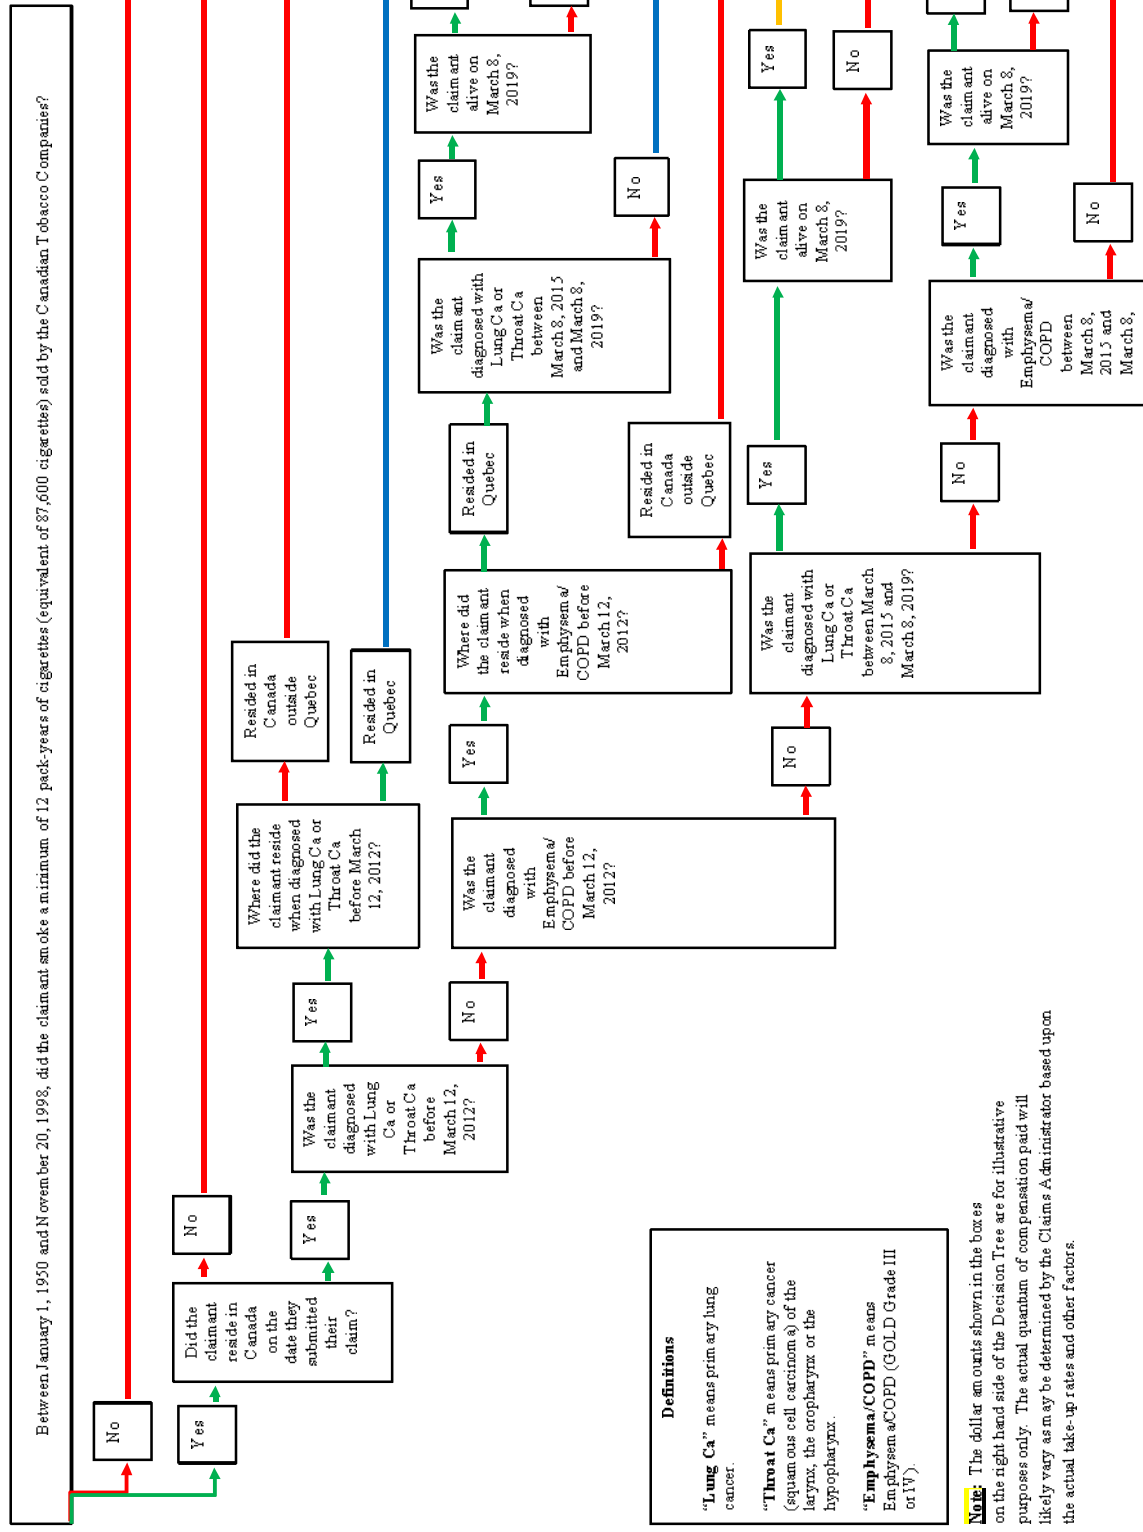 Between January 1, 1950 and November 20, 1998, did the claimant smoke a minimum of 12 pack-years of cigarettes (equivalent of 87,600 cigarettes) sold by the Canadian Tobacco Companies?
No
Yes
Did the
claimant
reside in
Canada
on the
date they
submitted
their
claim?
No
Yes
Was the
claimant
diagnosed
with Lung
Ca or
Throat Ca
before
March 12,
2012?
Yes
No
Where did the
claimant reside
when diagnosed
with Lung Ca or
Throat Ca
before March
12, 2012?
Resided in
Canada
outside
Quebec
Resided in
Quebec
Was the
claimant
diagnosed
with
Emphysema/
COPD before
March 12,
2012?
Yes
No
Where did
the claimant
reside when
diagnosed
with
Emphysema/
COPD before
March 12,
2012?
Resided in
Quebec
Resided in
Canada
outside
Quebec
Was the
claimant
diagnosed with
Lung Ca or
Throat Ca
between
March 8, 2015
and March 8,
2019?
Yes
No
Was the
claimant
alive on
March 8,
2019?
Was the
claimant
diagnosed with
Lung Ca or
Throat Ca
between March
8, 2015 and
March 8, 2019?
Yes
No
Was the
claimant
alive on
March 8,
2019?
Yes
No
Was the
claimant
diagnosed
with
Emphysema/
COPD
between
March 8,
2015 and
March 8,
Yes
No
Was the
claimant
alive on
March 8,
2019?
Definitions
“Lung Ca” means primary lung
cancer.
“Throat Ca” means primary cancer
(squamous cell carcinoma) of the
larynx, the oropharynx or the
hypopharynx.
“Emphysema/COPD” means
Emphysema/COPD (GOLD Grade III
or IV).
Note: The dollar amounts shown in the boxes
on the right hand side of the Decision Tree are for illustrative
purposes only. The actual quantum of compensation paid will
likely vary as may be determined by the Claims Administrator based upon
the actual take-up rates and other factors.